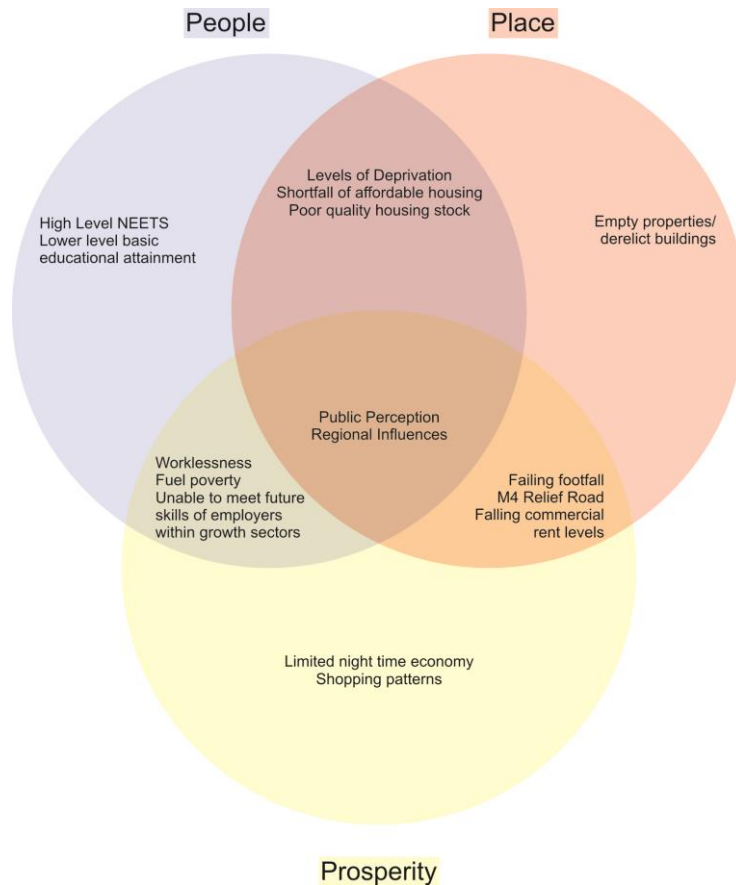 People
Place
Levels of Deprivation
Shortfall of affordable housing
Poor quality housing stock
High Level NEETS
Lower level basic
educational attainment
Empty properties/
derelict buildings
Public Perception
Regional Influences
Worklessness
Fuel poverty
Unable to meet future
skills of employers
within growth sectors
Failing footfall
M4 Relief Road
Falling commercial
rent levels
Limited night time economy
Shopping patterns
Prosperity